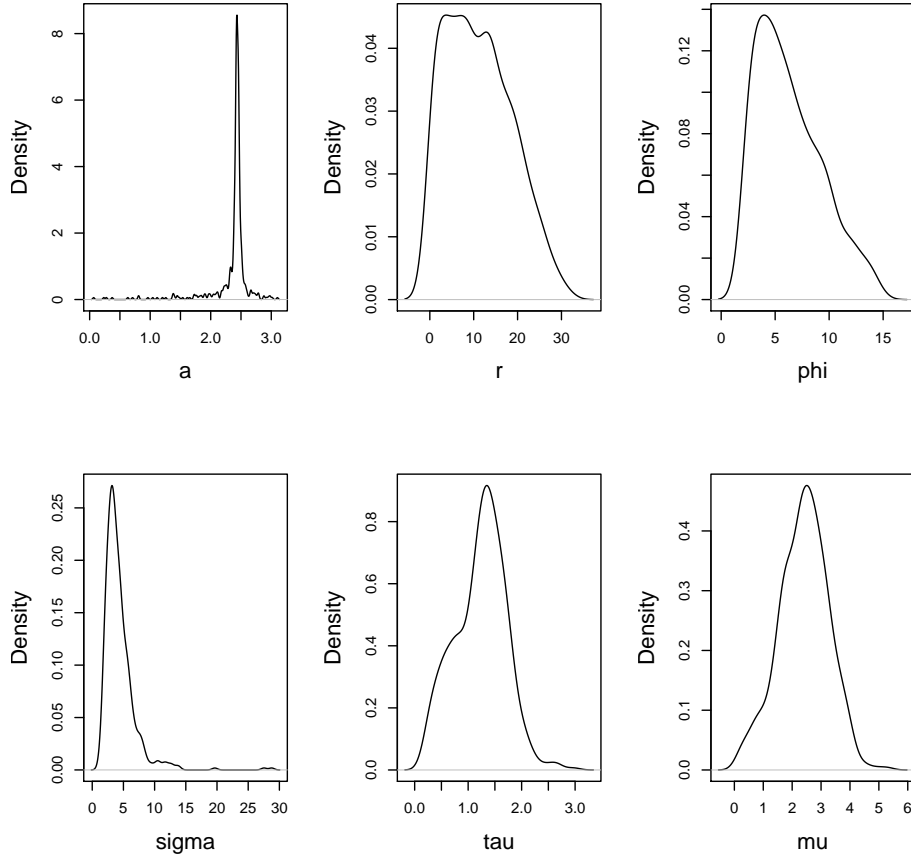 Density
8
6
4
2
0
0.0 1.0 2.0 3.0
a
Density
0.04
0.03
0.02
0.01
0.00
0 10 20 30
r
Density
0.12
0.08
0.04
0.00
0 5 10 15
phi
Density
0.25
0.20
0.15
0.10
0.05
0.00
0 5 10 15 20 25 30
sigma
Density
0.8
0.6
0.4
0.2
0.0
0.0 1.0 2.0 3.0
tau
Density
0.4
0.3
0.2
0.1
0.0
0 1 2 3 4 5 6
mu